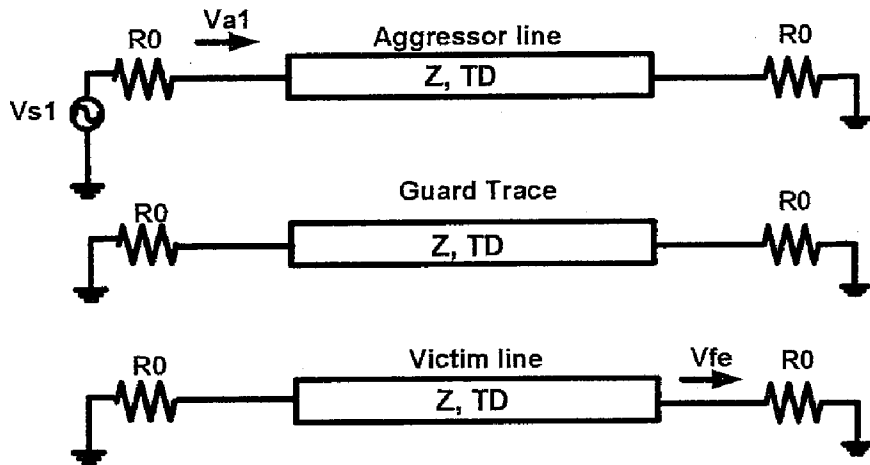 Va1
R0
Aggressor line
R0
Z, TD
Vs1
Guard Trace
R0
R0
Z, TD
Victim line
Vfe
R0
R0
Z, TD